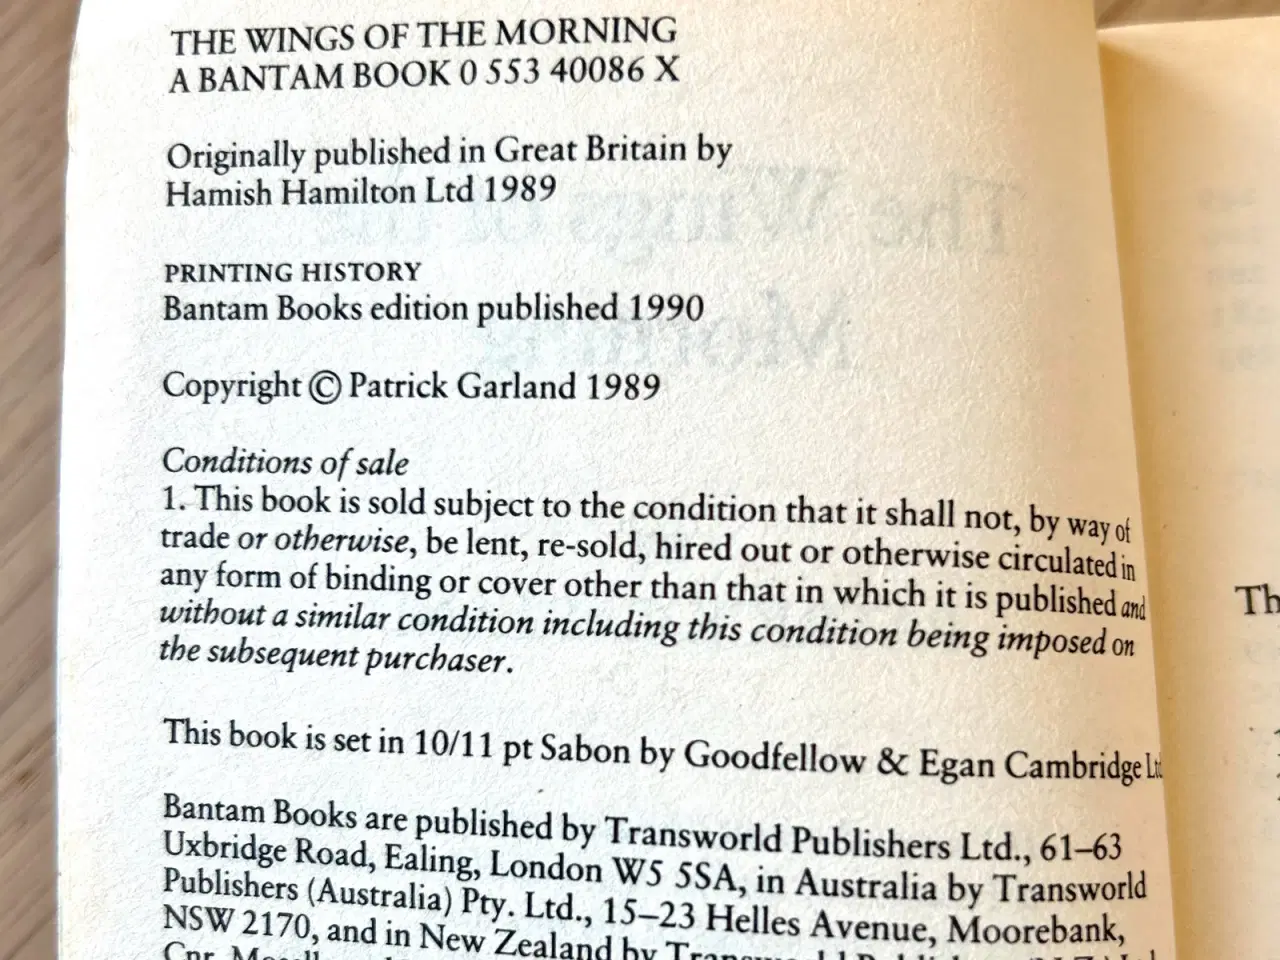 THE WINGS OF THE MORNING
A BANTAM BOOK 0 553 40086 X
Originally published in Great Britain by
Hamish Hamilton Ltd 1989
PRINTING HISTORY
Bantam Books edition published 1990
Copyright © Patrick Garland 1989
Conditions of sale
1. This book is sold subject to the condition that it shall not, by way of
trade or otherwise, be lent, re-sold, hired out or otherwise circulated in
any form of binding or cover other than that in which it is published and
without a similar condition including this condition being imposed on
the subsequent purchaser.
This book is set in 10/11 pt Sabon by Goodfellow & Egan Cambridge Ltd
Bantam Books are published by Transworld Publishers Ltd., 61–63
Uxbridge Road, Ealing, London W5 5SA, in Australia by Transworld
Publishers (Australia) Pty. Ltd., 15–23 Helles Avenue, Moorebank,
NSW 2170, and in New Zealand by Transworld Publishers
Th